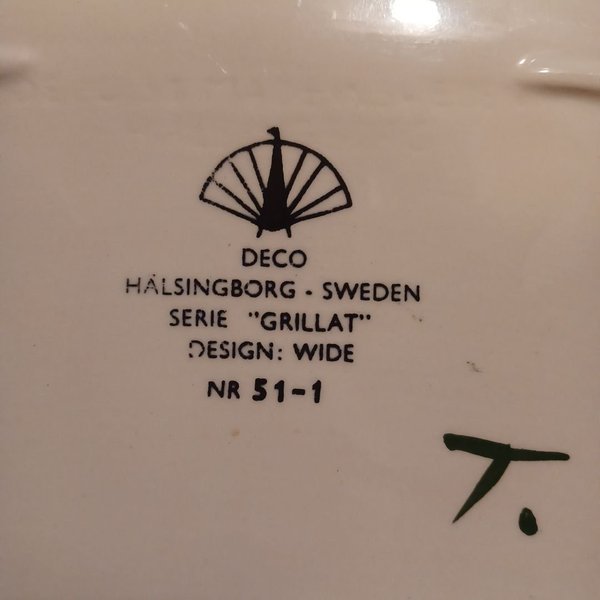 DECO
HÄLSINGBORG - SWEDEN
SERIE "GRILLAT"
DESIGN: WIDE
NR 51-1
T.